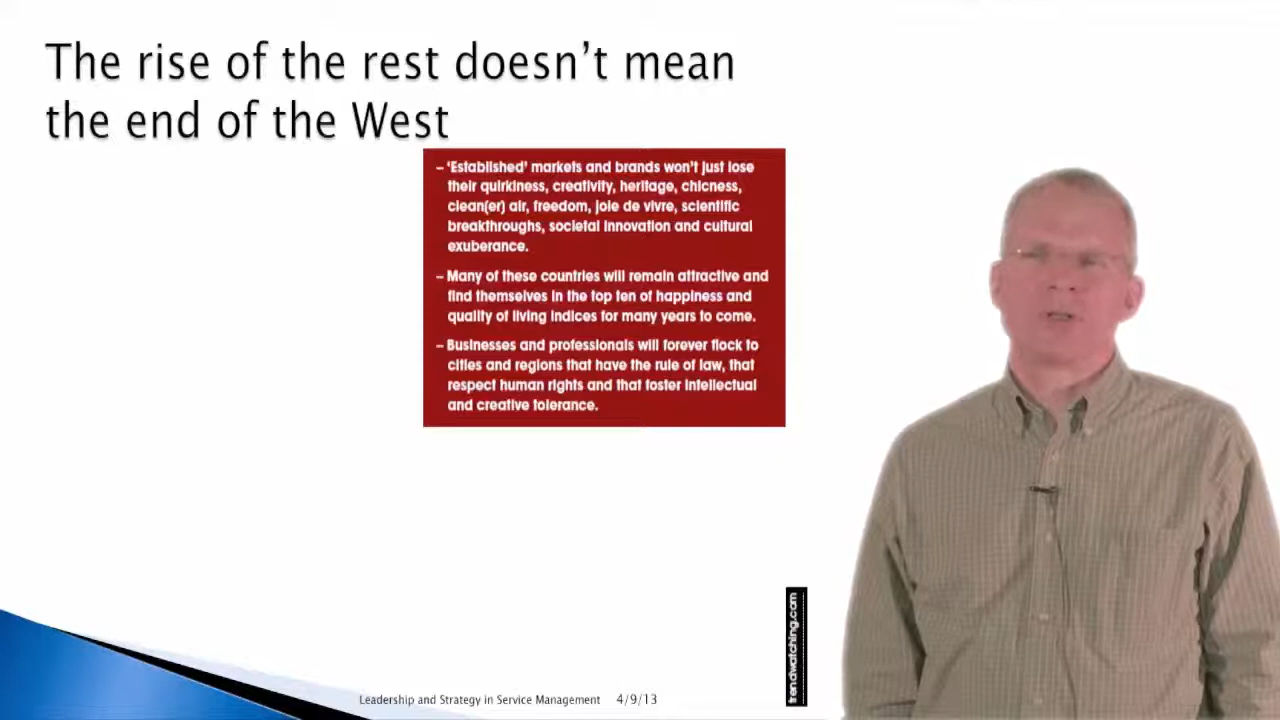 The rise of the rest doesn’t mean
the end of the West
– ‘Established’ markets and brands won’t just lose
their quirkiness, creativity, heritage, chicness,
clean(er) air, freedom, joie de vivre, scientific
breakthroughs, societal innovation and cultural
exuberance.
– Many of these countries will remain attractive and
find themselves in the top ten of happiness and
quality of living indices for many years to come.
– Businesses and professionals will forever flock to
cities and regions that have the rule of law, that
respect human rights and that foster intellectual
and creative tolerance.
trendwatching.com
Leadership and Strategy in Service Management 4/9/13